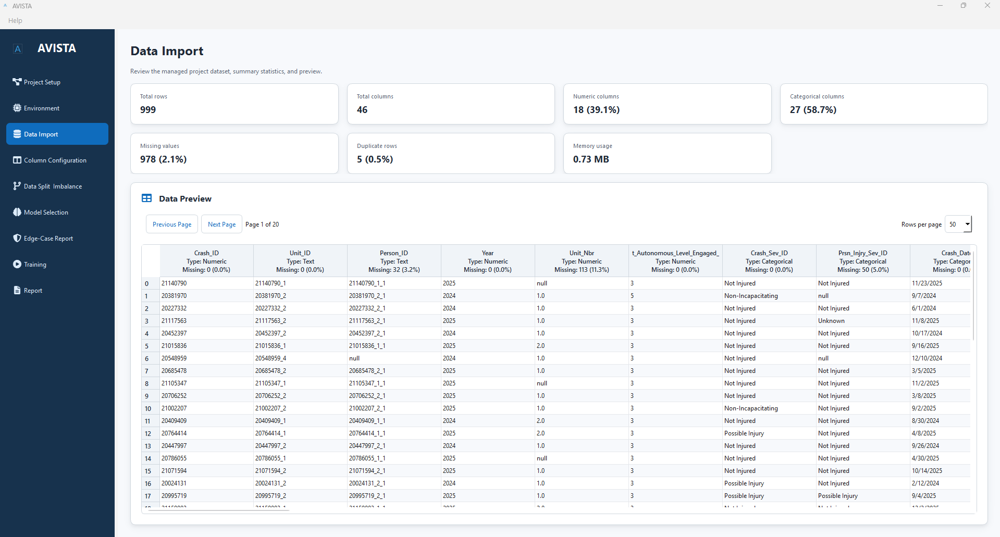 AVISTA
Help
A AVISTA
Project Setup
Environment
Data Import
Column Configuration
Data Split  Imbalance
Model Selection
Edge-Case Report
Training
Report
Data Import
Review the managed project dataset, summary statistics, and preview.
Total rows
999
Total columns
46
Numeric columns
18 (39.1%)
Categorical columns
27 (58.7%)
Missing values
978 (2.1%)
Duplicate rows
5 (0.5%)
Memory usage
0.73 MB
Data Preview
Previous Page Next Page Page 1 of 20 Rows per page 50
Crash_ID Unit_ID Person_ID Year Unit_Nbr t_Autonomous_Level_Engaged_ Crash_Sev_ID Prsn_Injry_Sev_ID Crash_Date
Type: Numeric Type: Text Type: Text Type: Numeric Type: Numeric Type: Numeric Type: Categorical Type: Categorical Type: Categor
Missing: 0 (0.0%) Missing: 0 (0.0%) Missing: 32 (3.2%) Missing: 0 (0.0%) Missing: 113 (11.3%) Missing: 0 (0.0%) Missing: 0 (0.0%) Missing: 50 (5.0%) Missing: 0 (0.
0 21140790 21140790_1 21140790_1_1 2025 null 3 Not Injured Not Injured 11/23/2025
1 20381970 20381970_2 20381970_2_1 2024 1.0 5 Non-Incapacitating null 9/7/2024
2 20227332 20227332_2 20227332_2_1 2024 1.0 3 Not Injured Not Injured 6/1/2024
3 21117563 21117563_2 21117563_2_1 2025 1.0 3 Not Injured Unknown 11/8/2025
4 20452397 20452397_2 20452397_2_1 2024 1.0 3 Not Injured Not Injured 10/17/2024
5 21015836 21015836_1 21015836_1_1 2025 2.0 3 Not Injured Not Injured 9/16/2025
6 20548959 20548959_4 null 2024 1.0 3 Not Injured null 12/10/2024
7 20685478 20685478_2 20685478_2_1 2025 1.0 3 Not Injured Not Injured 3/5/2025
8 21105347 21105347_1 21105347_1_1 2025 null 3 Not Injured Not Injured 11/2/2025
9 20706252 20706252_2 20706252_2_1 2025 1.0 3 Not Injured Not Injured 3/8/2025
10 21002207 21002207_2 21002207_2_1 2025 1.0 3 Non-Incapacitating Not Injured 9/2/2025
11 20409409 20409409_1 20409409_1_1 2024 2.0 3 Not Injured Not Injured 8/30/2024
12 20764414 20764414_1 20764414_1_1 2025 2.0 3 Possible Injury Not Injured 4/8/2025
13 20447997 20447997_2 20447997_2_1 2024 1.0 3 Not Injured Not Injured 9/26/2024
14 20786055 20786055_1 20786055_1_1 2025 null 3 Not Injured Not Injured 4/30/2025
15 21071594 21071594_2 21071594_2_1 2025 1.0 3 Not Injured Not Injured 10/14/2025
16 20024131 20024131_2 20024131_2_1 2024 1.0 3 Possible Injury Not Injured 2/12/2024
17 20995719 20995719_2 20995719_2_1 2025 1.0 3 Possible Injury Possible Injury 9/4/2025